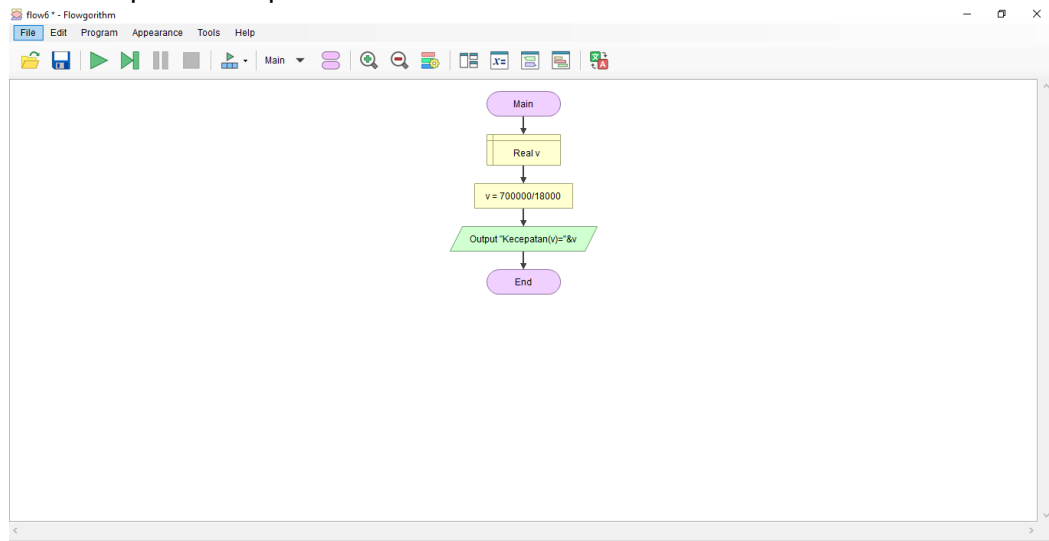 flow6 * - Flowgorithm
File Edit Program Appearance Tools Help
Main
Main
Real v
v = 700000/18000
Output "Kecepatan(v)="&v
End